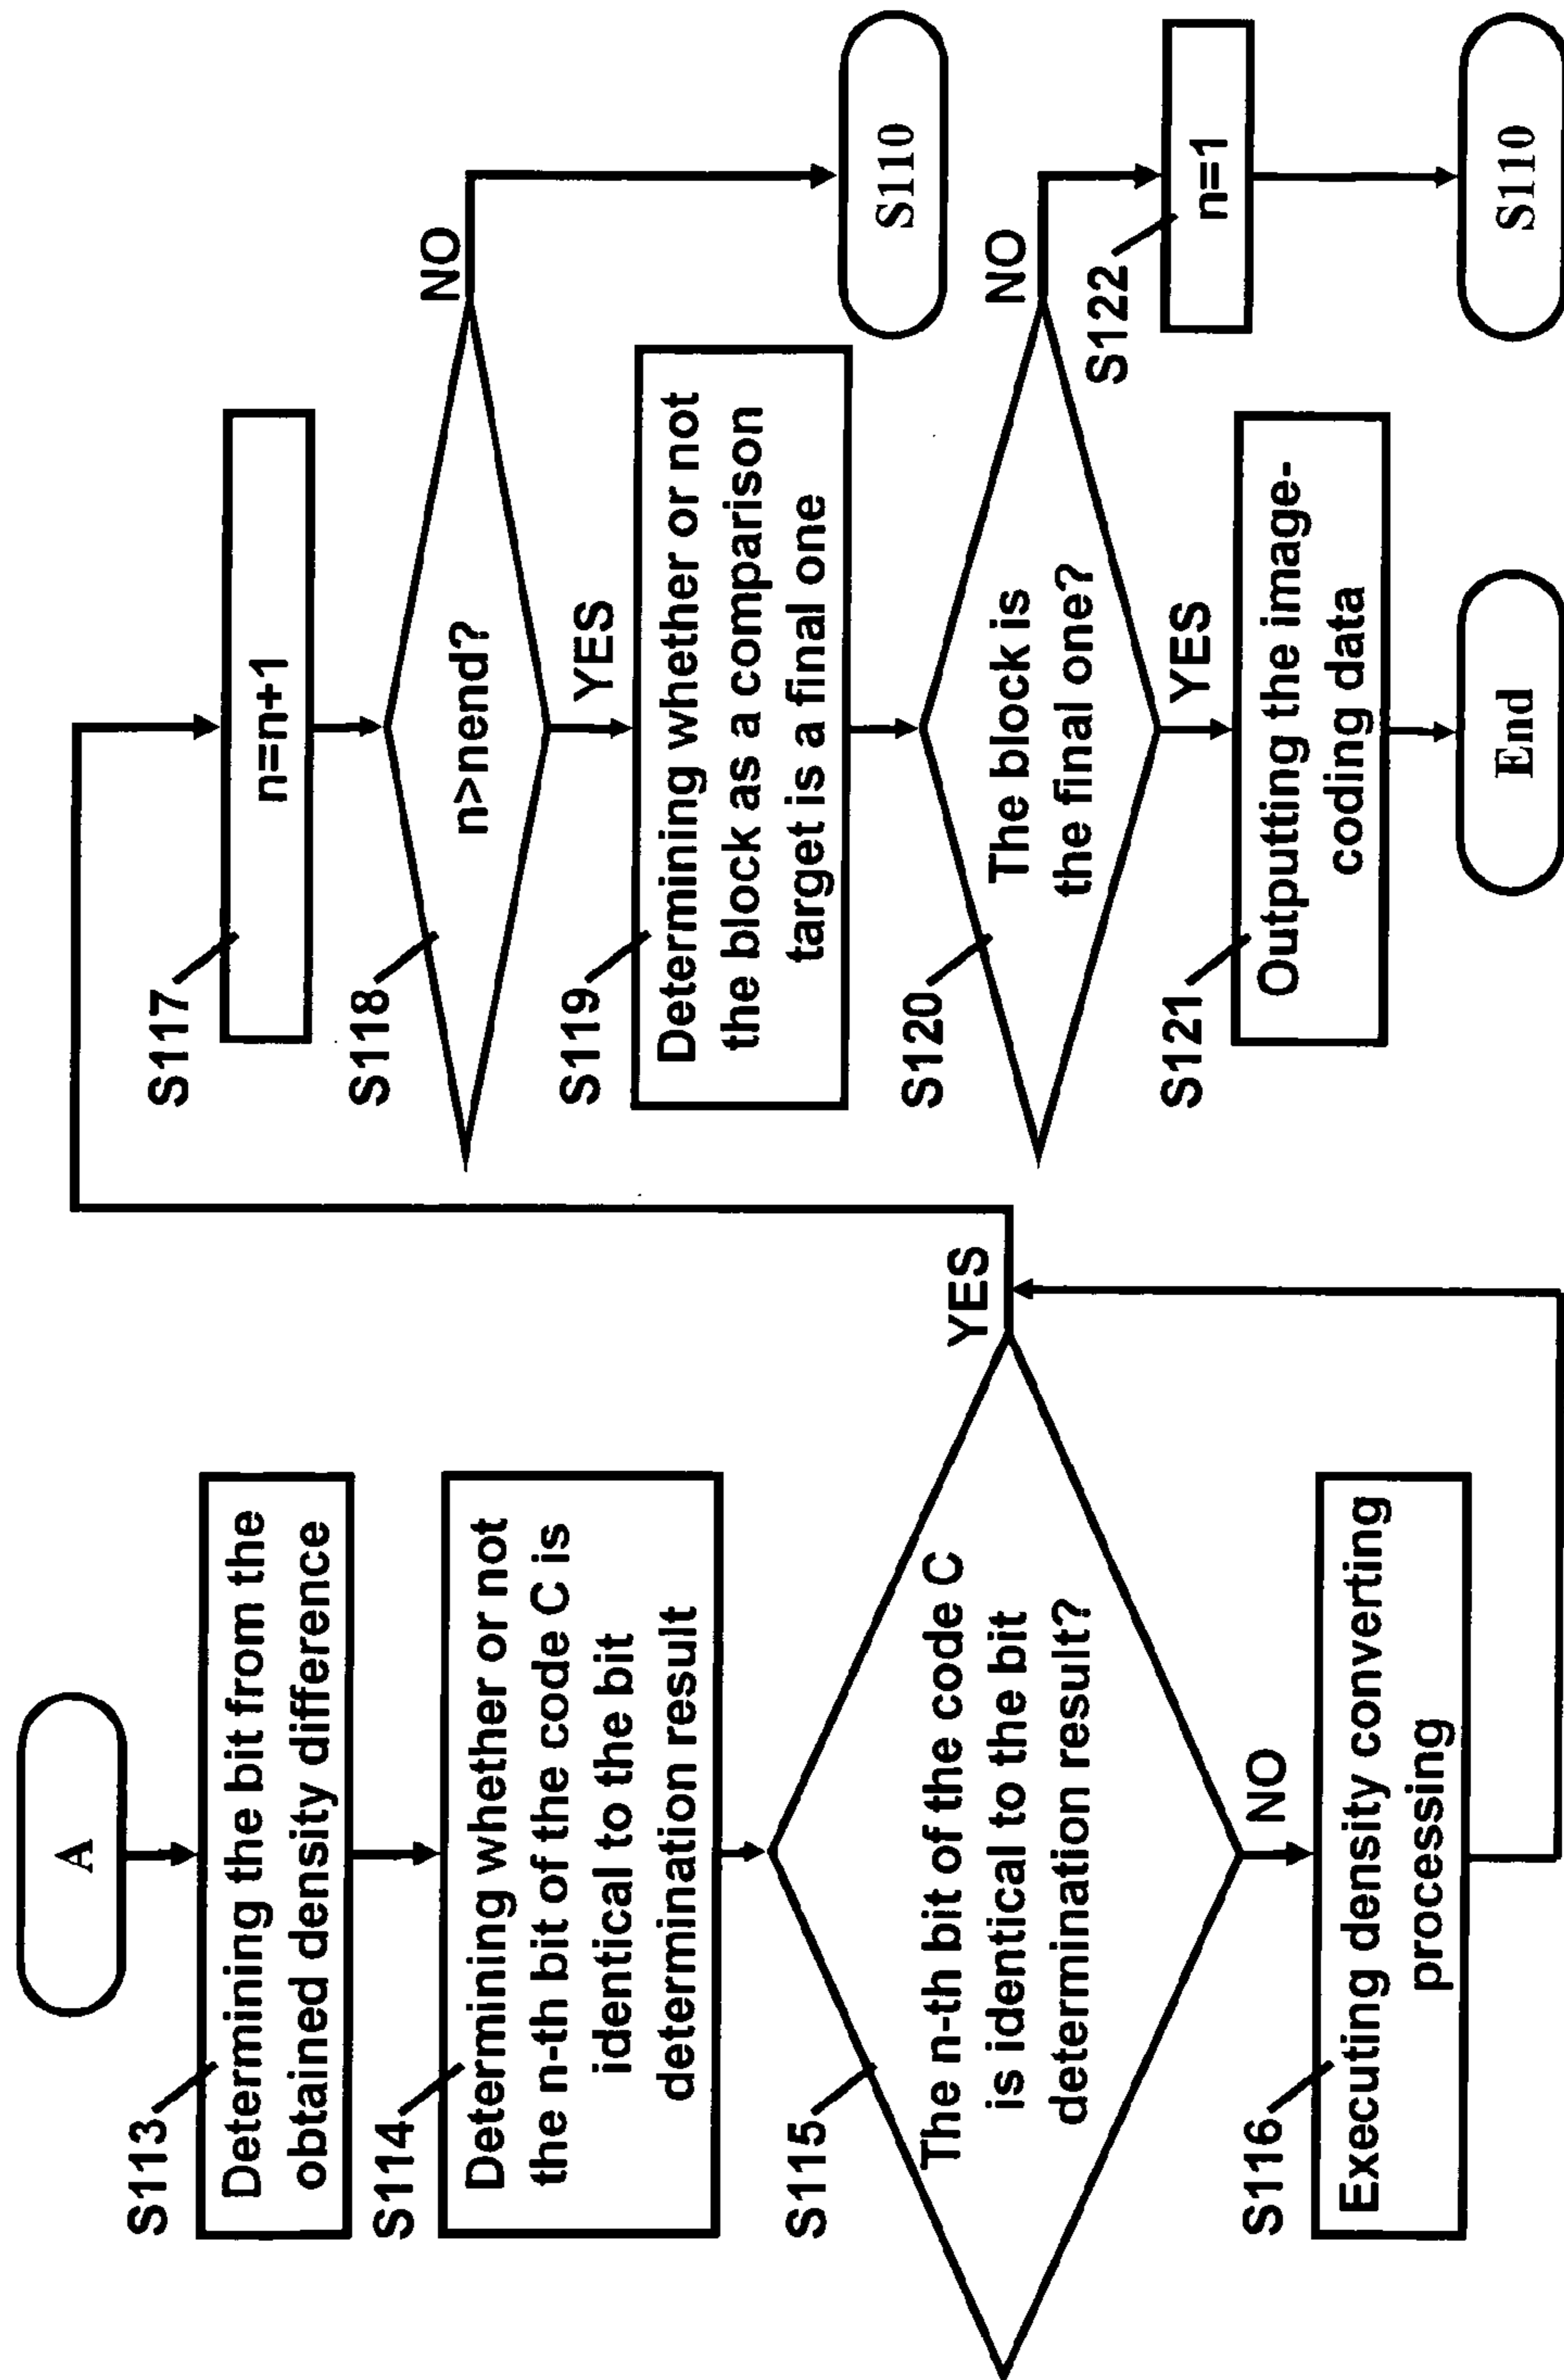 A
S113
Determining the bit from the
obtained density difference
S114
Determining whether or not
the n-th bit of the code C is
identical to the bit
determination result
S115
The n-th bit of the code C
is identical to the bit
determination result?
YES
NO
S116
Executing density converting
processing
S117
n=n+1
S118
n>nend?
NO
YES
S110
S119
Determining whether or not
the block as a comparison
target is a final one
S120
The block is
the final one?
NO
YES
S122
n=1
S110
S121
Outputting the image-
coding data
End